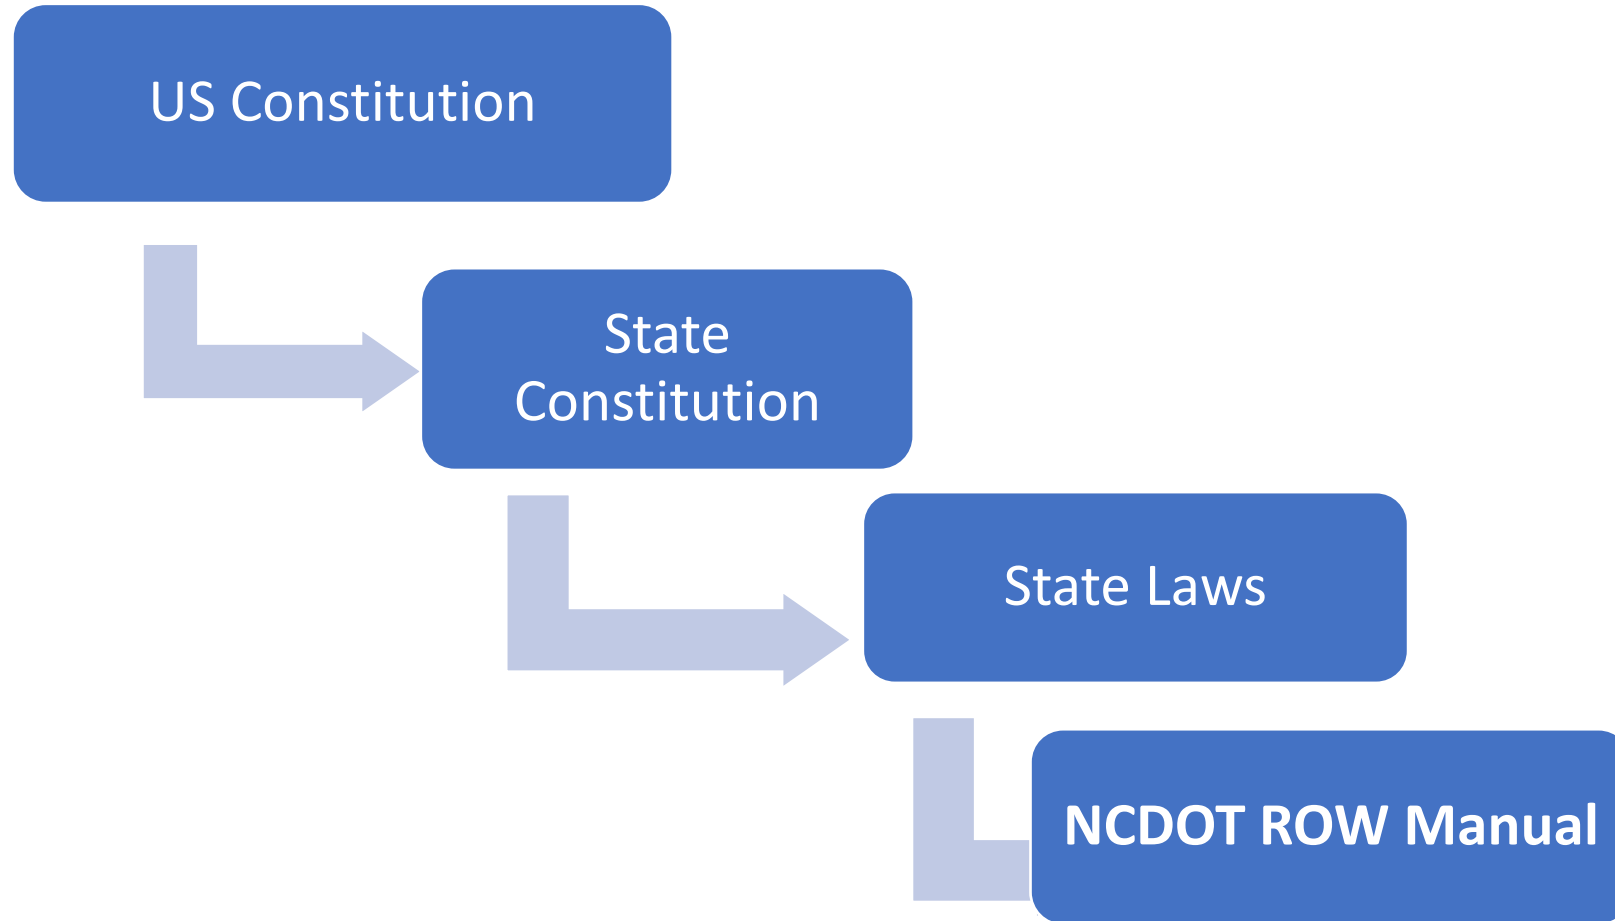 US Constitution
State
Constitution
State Laws
NCDOT ROW Manual